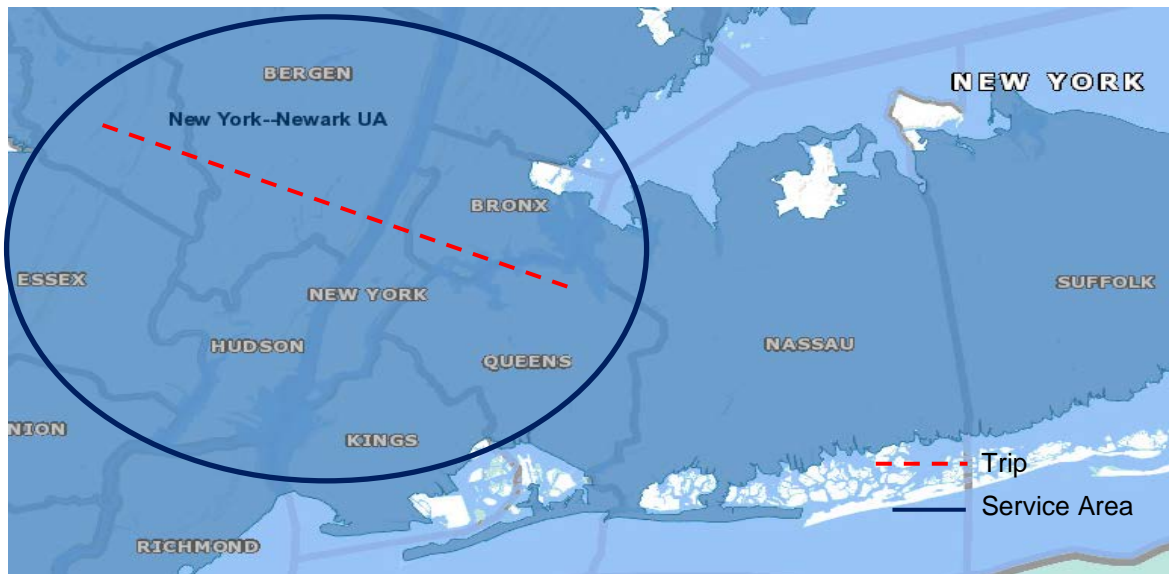 BERGEN
NEW YORK
New York--Newark UA
BRONX
ESSEX
SUFFOLK
NEW YORK
HUDSON
NASSAU
QUEENS
NION
KINGS
Trip
Service Area
RICHMOND